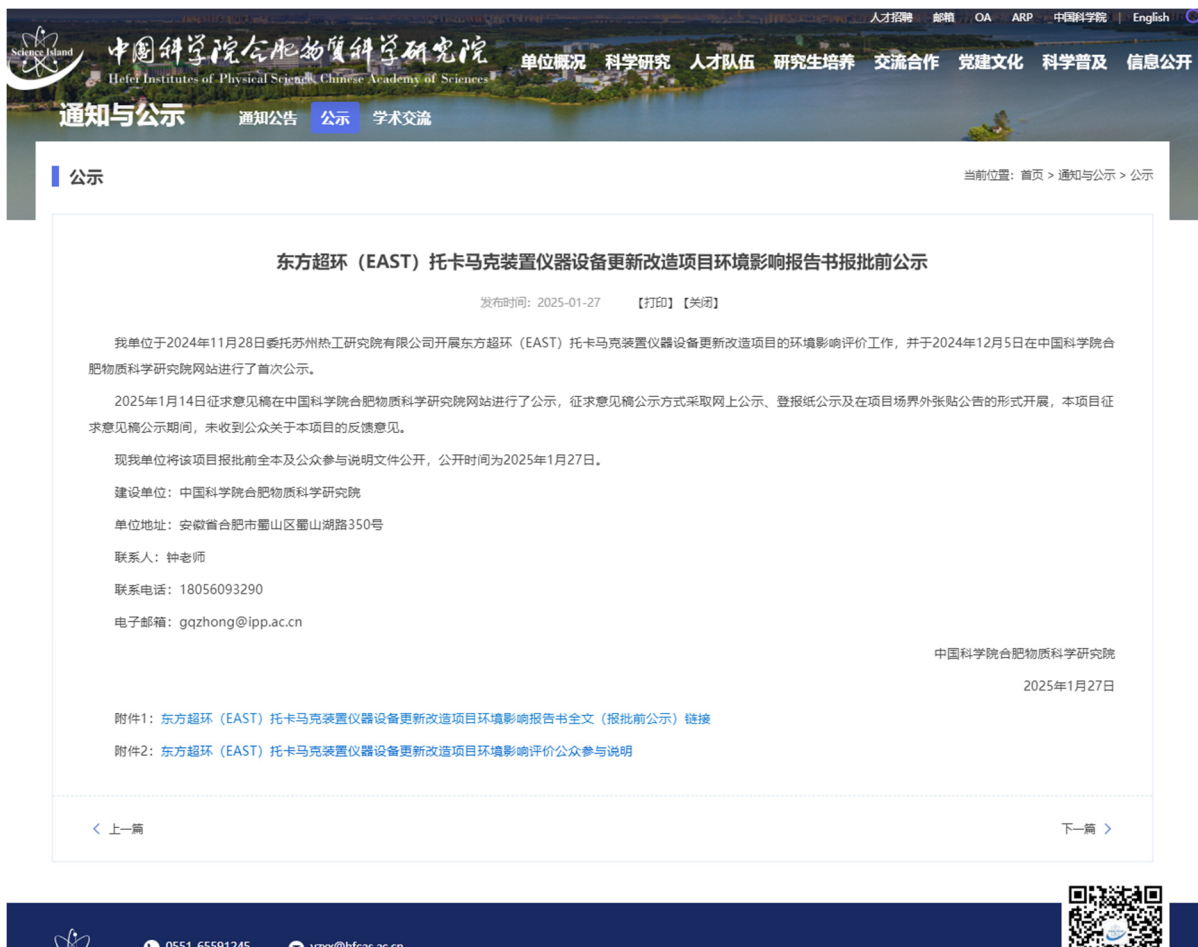 人才招聘 邮箱 OA ARP 中国科学院 | English
Science Island
中国科学院合肥物质科学研究院
Hefei Institutes of Physical Science, Chinese Academy of Sciences
单位概况 科学研究 人才队伍 研究生培养 交流合作 党建文化 科学普及 信息公开
通知与公示 通知公告 公示 学术交流
公示
当前位置：首页 > 通知与公示 > 公示
东方超环（EAST）托卡马克装置仪器设备更新改造项目环境影响报告书报批前公示
发布时间：2025-01-27 【打印】【关闭】
我单位于2024年11月28日委托苏州热工研究院有限公司开展东方超环（EAST）托卡马克装置仪器设备更新改造项目的环境影响评价工作，并于2024年12月5日在中国科学院合
肥物质科学研究院网站进行了首次公示。
2025年1月14日征求意见稿在中国科学院合肥物质科学研究院网站进行了公示，征求意见稿公示方式采取网上公示、登报纸公示及在项目场界外张贴公告的形式开展，本项目征
求意见稿公示期间，未收到公众关于本项目的反馈意见。
现我单位将该项目报批前全本及公众参与说明文件公开，公开时间为2025年1月27日。
建设单位：中国科学院合肥物质科学研究院
单位地址：安徽省合肥市蜀山区蜀山湖路350号
联系人：钟老师
联系电话：18056093290
电子邮箱：gqzhong@ipp.ac.cn
中国科学院合肥物质科学研究院
2025年1月27日
附件1：东方超环（EAST）托卡马克装置仪器设备更新改造项目环境影响报告书全文（报批前公示）链接
附件2：东方超环（EAST）托卡马克装置仪器设备更新改造项目环境影响评价公众参与说明
上一篇
下一篇
0551-65591245